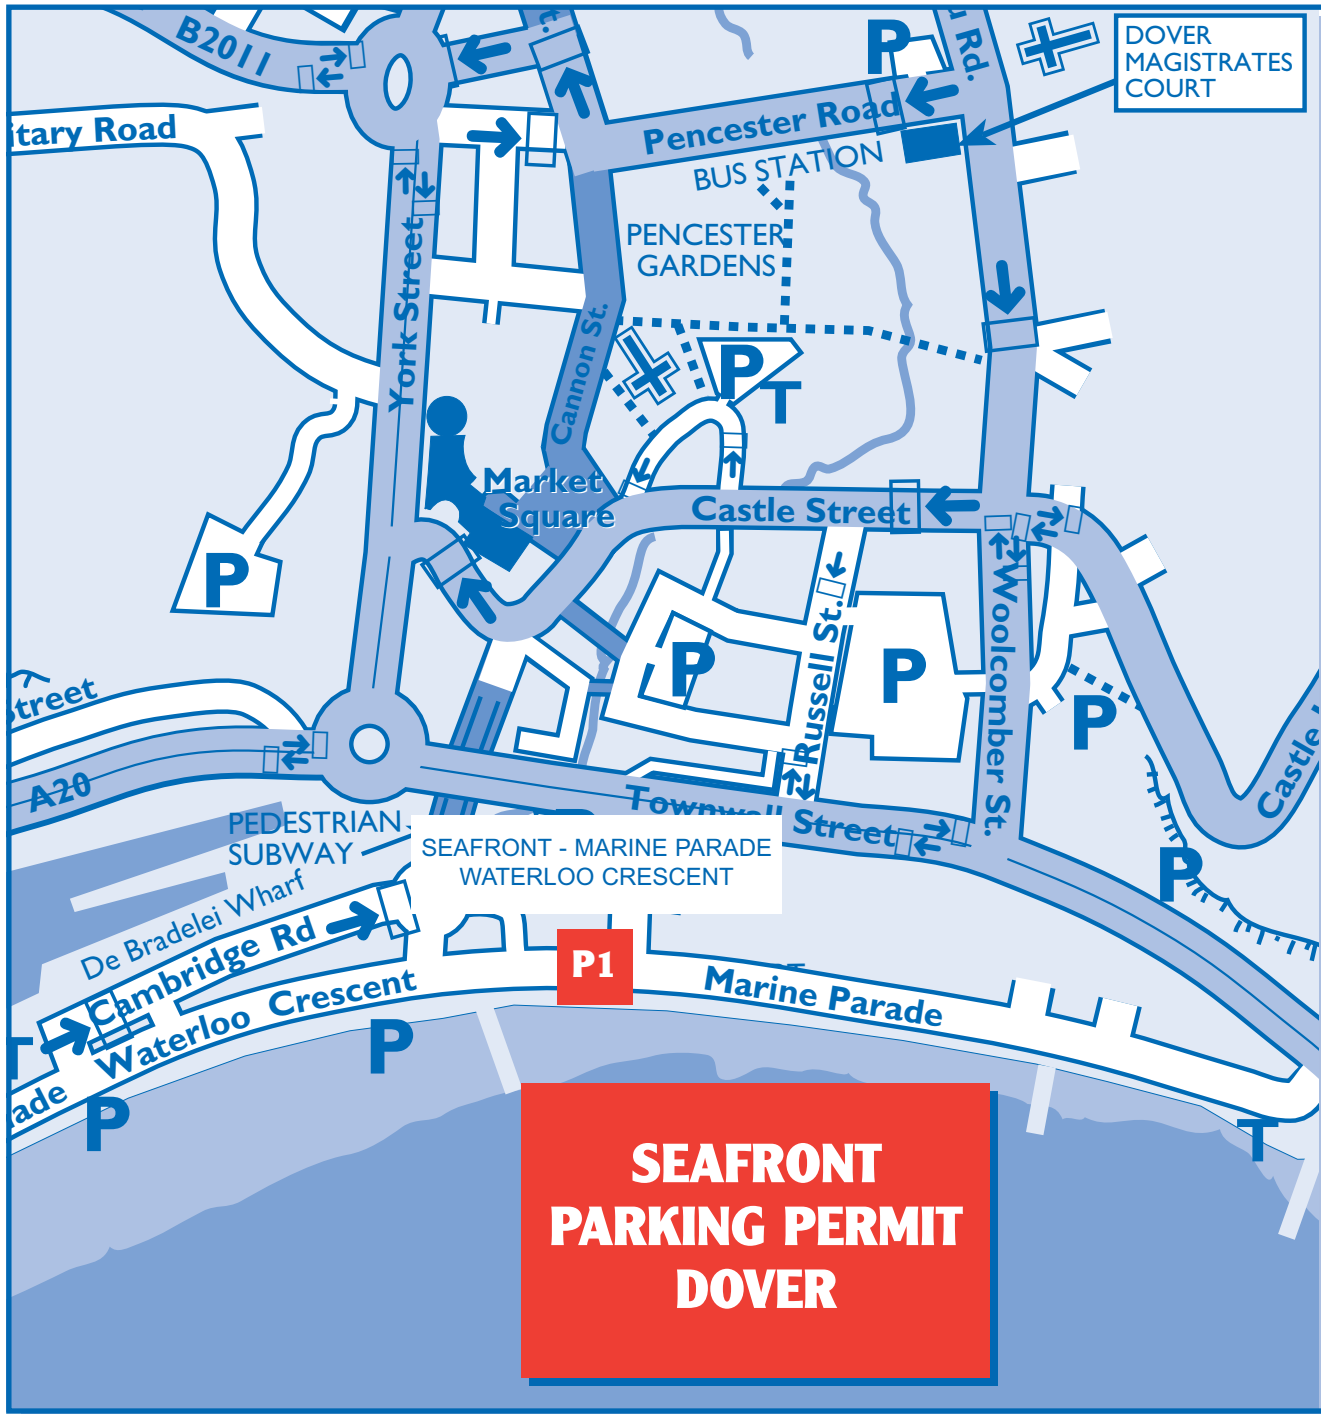 B2011
t.
u Rd.
P
DOVER
MAGISTRATES
COURT
itary Road
Pencester Road
BUS STATION
PENCESTER
GARDENS
York Street
Cannon St.
P
T
Market
Square
Castle Street
P
Russell St.
Woolcomber St.
P
P
P
Street
A20
Castle
PEDESTRIAN
SUBWAY
Townwall Street
SEAFRONT - MARINE PARADE
WATERLOO CRESCENT
P
De Bradelei Wharf
Cambridge Rd
P1
Waterloo Crescent
Marine Parade
T
ade
P
P
T
SEAFRONT
PARKING PERMIT
DOVER